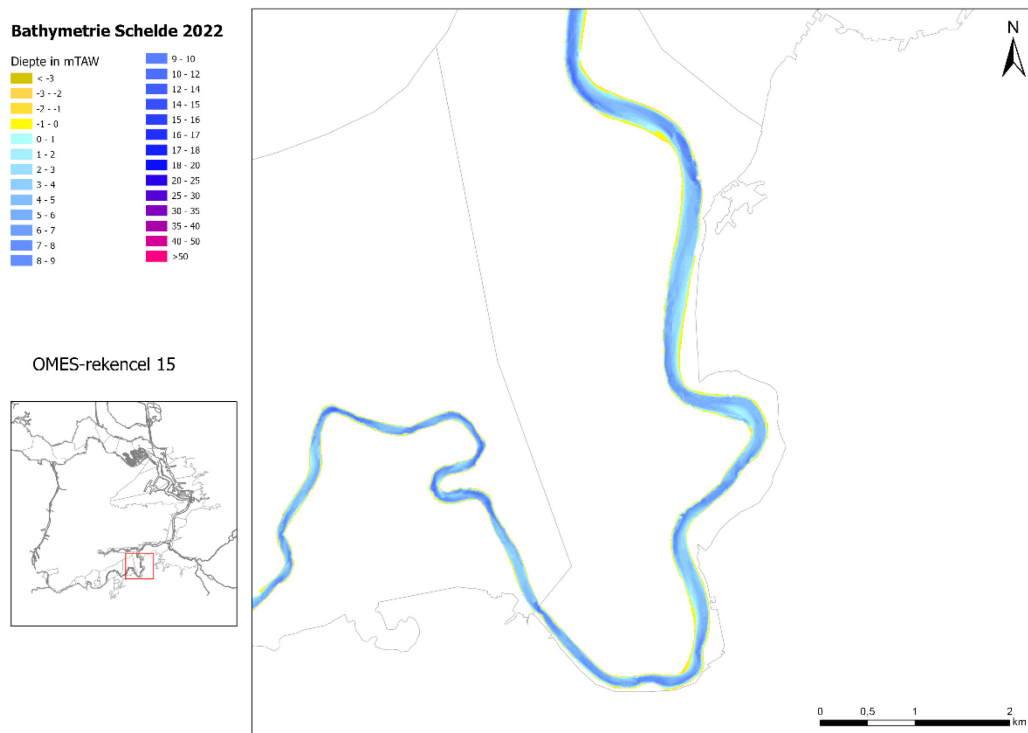 Bathymetrie Schelde 2022
Diepte in mTAW
< -3
-3 - -2
-2 - -1
-1 - 0
0 - 1
1 - 2
2 - 3
3 - 4
4 - 5
5 - 6
6 - 7
7 - 8
8 - 9
9 - 10
10 - 12
12 - 14
14 - 15
15 - 16
16 - 17
17 - 18
18 - 20
20 - 25
25 - 30
30 - 35
35 - 40
40 - 50
>50
OMES-rekencel 15
N
0 0,5 1 2
km